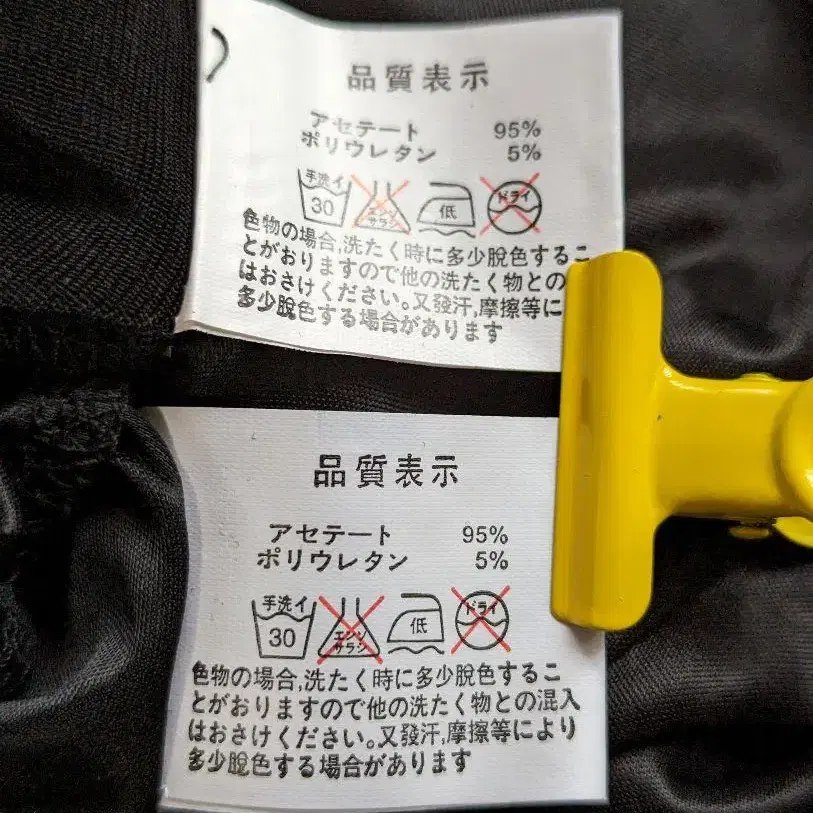 品質表示
アセテート 95%
ポリウレタン 5%
手洗イ 30 エンソサラシ 低 ドライ
色物の場合,洗たく時に多少脱色するこ
とがおりますので他の洗たく物との
はおさけください。又發汗,摩擦等に
多少脱色する場合があります
品質表示
アセテート 95%
ポリウレタン 5%
手洗イ 30 エンソサラシ 低 ドライ
色物の場合,洗たく時に多少脱色するこ
とがおりますので他の洗たく物との混入
はおさけください。又發汗,摩擦等により
多少脱色する場合があります